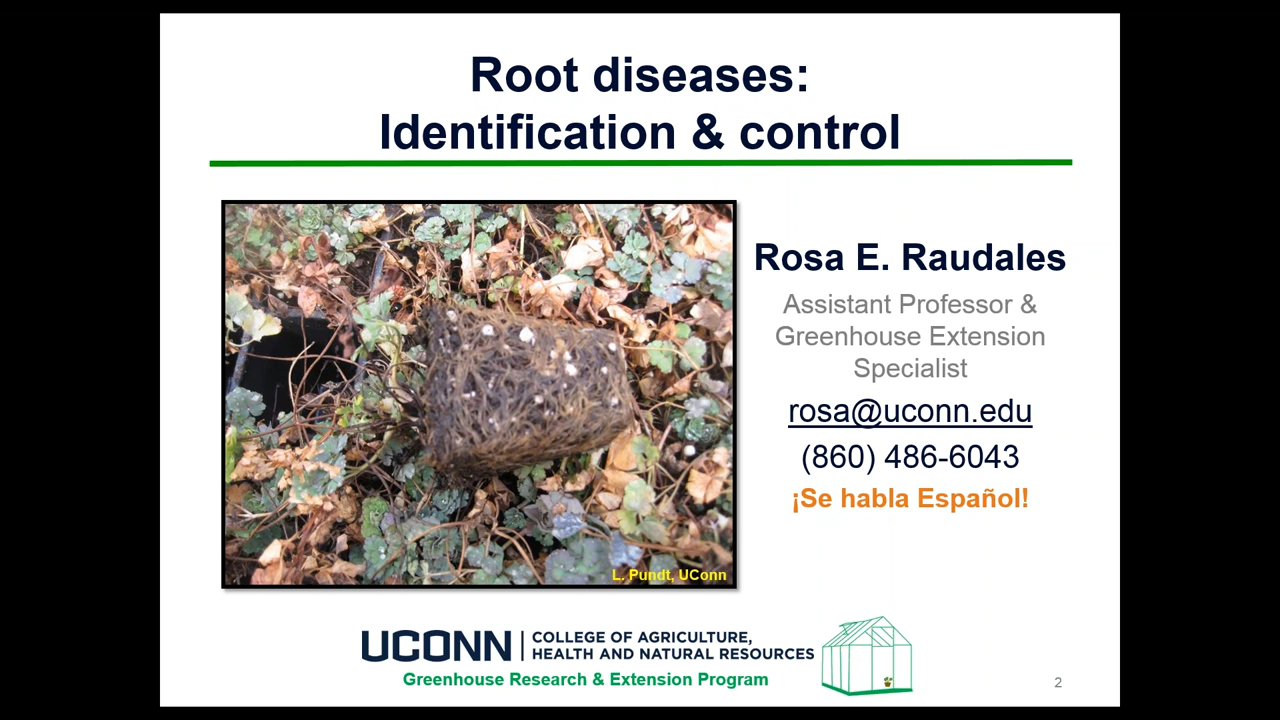 Root diseases:
Identification & control
Rosa E. Raudales
Assistant Professor &
Greenhouse Extension
Specialist
rosa@uconn.edu
(860) 486-6043
¡Se habla Español!
L. Pundt, UConn
UCONN
COLLEGE OF AGRICULTURE,
HEALTH AND NATURAL RESOURCES
Greenhouse Research & Extension Program
2